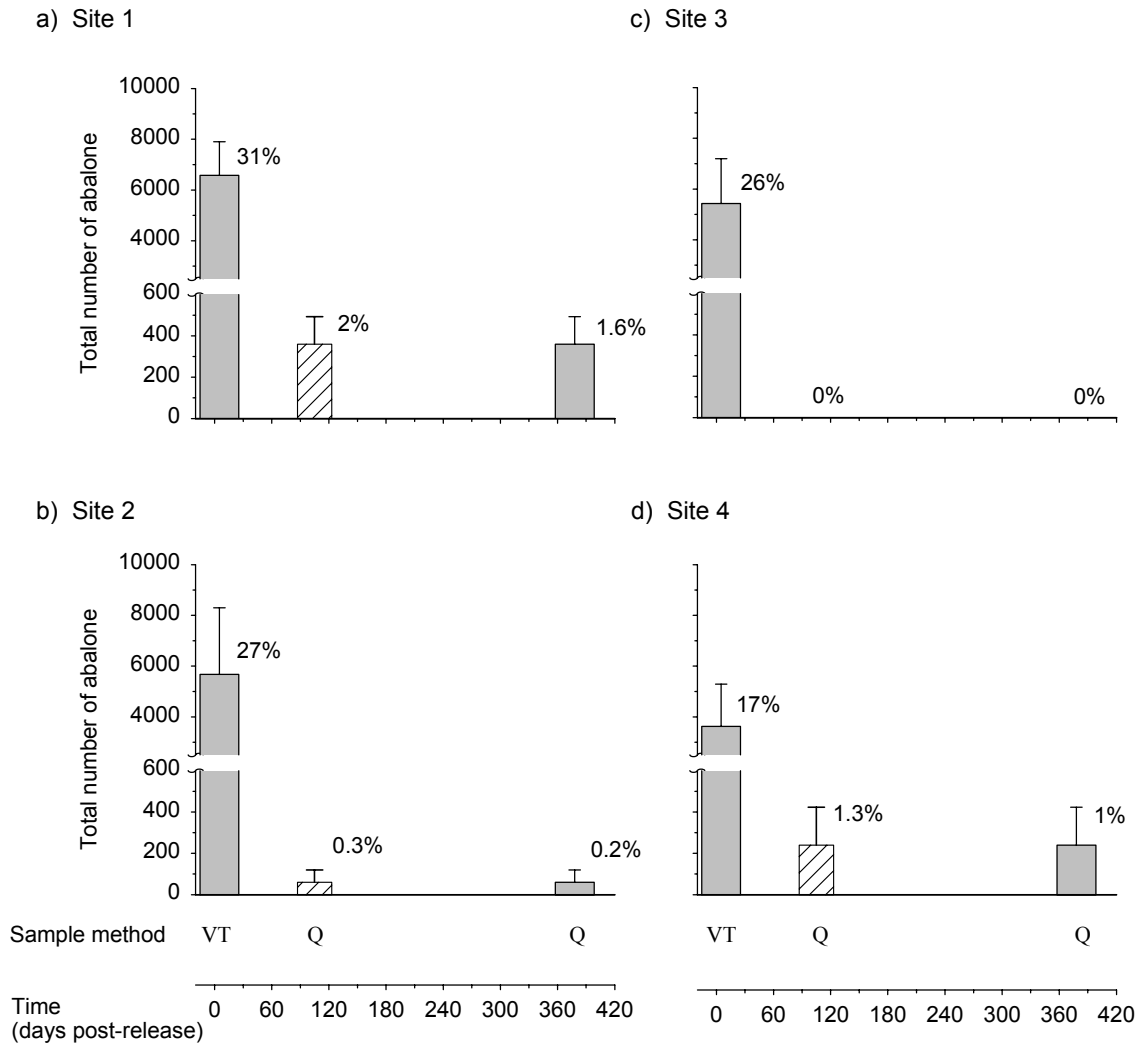 a) Site 1
Total number of abalone
10000
8000
6000
4000
600
400
200
0
31%
2%
1.6%
c) Site 3
26%
0%
0%
b) Site 2
Total number of abalone
10000
8000
6000
4000
600
400
200
0
27%
0.3%
0.2%
d) Site 4
17%
1.3%
1%
Sample method VT Q Q VT Q Q
Time
(days post-release)
0 60 120 180 240 300 360 420
0 60 120 180 240 300 360 420